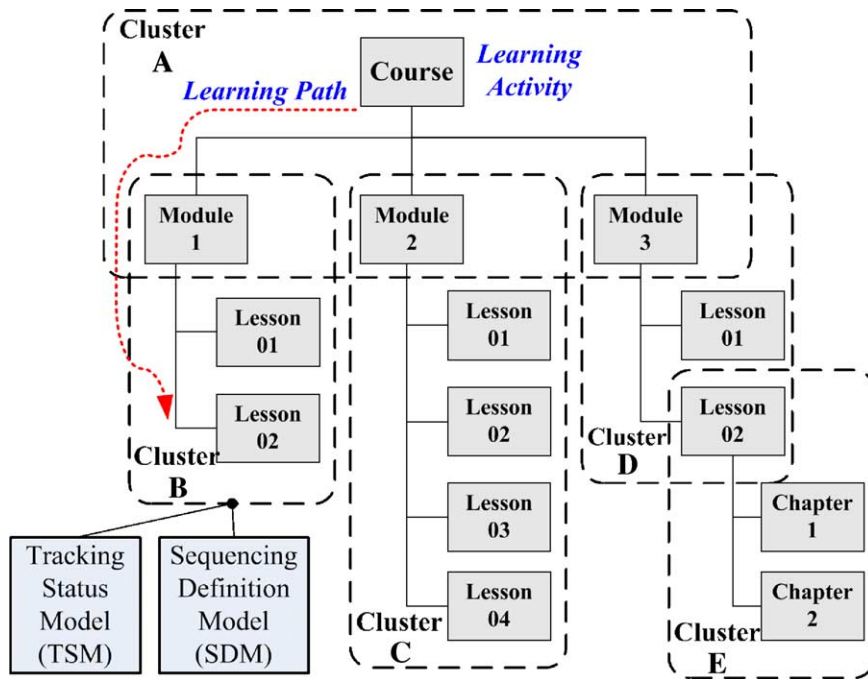 Cluster
A
Course
Learning
Activity
Learning Path
Module
1
Module
2
Module
3
Lesson
01
Lesson
02
Cluster
B
Lesson
01
Lesson
02
Lesson
03
Lesson
04
Cluster
C
Lesson
01
Lesson
02
Cluster
D
Chapter
1
Chapter
2
Cluster
E
Tracking
Status
Model
(TSM)
Sequencing
Definition
Model
(SDM)